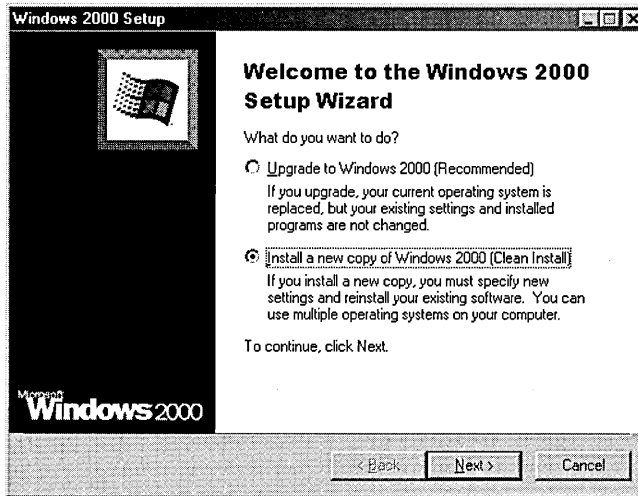 Windows 2000 Setup
Welcome to the Windows 2000
Setup Wizard
What do you want to do?
Upgrade to Windows 2000 (Recommended)
If you upgrade, your current operating system is
replaced, but your existing settings and installed
programs are not changed.
Install a new copy of Windows 2000 (Clean Install)
If you install a new copy, you must specify new
settings and reinstall your existing software. You can
use multiple operating systems on your computer.
To continue, click Next.
Microsoft
Windows 2000
< Back
Next >
Cancel